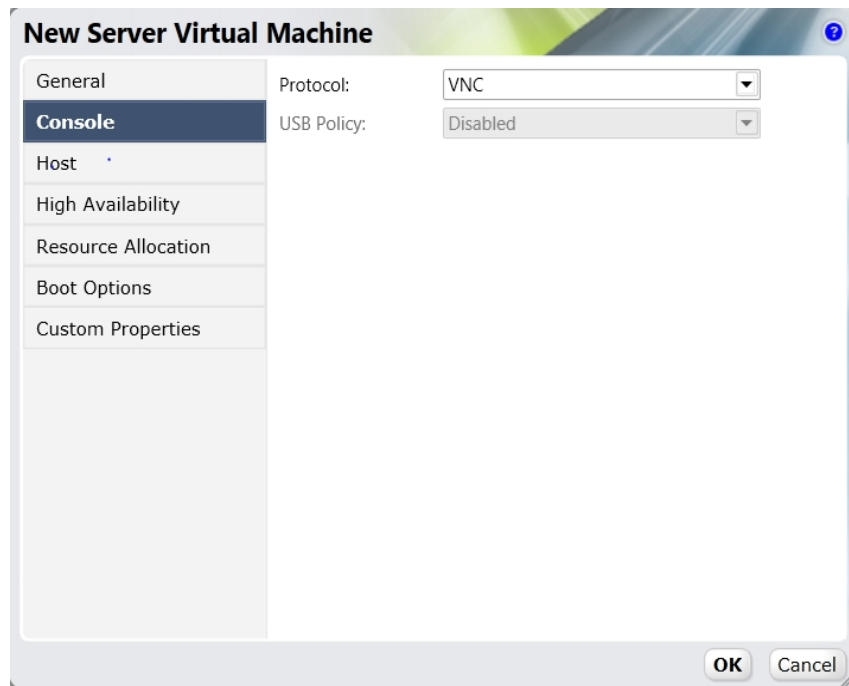 New Server Virtual Machine
?
General
Console
Host
High Availability
Resource Allocation
Boot Options
Custom Properties
Protocol: VNC
USB Policy: Disabled
OK Cancel